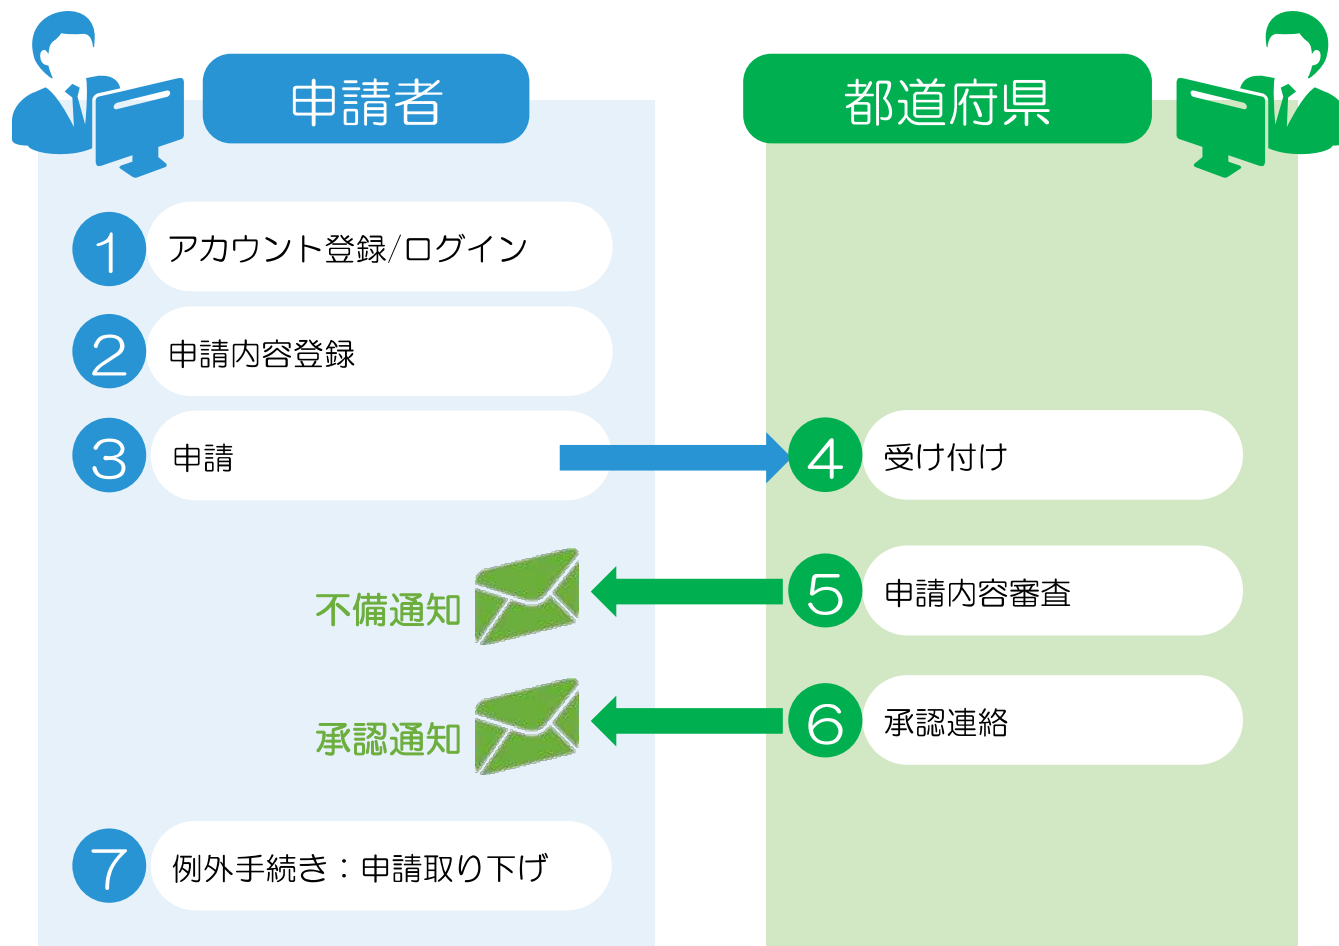 申請者
都道府県
1 アカウント登録/ログイン
2 申請内容登録
3 申請
4 受け付け
5 申請内容審査
不備通知
6 承認連絡
承認通知
7 例外手続き：申請取り下げ